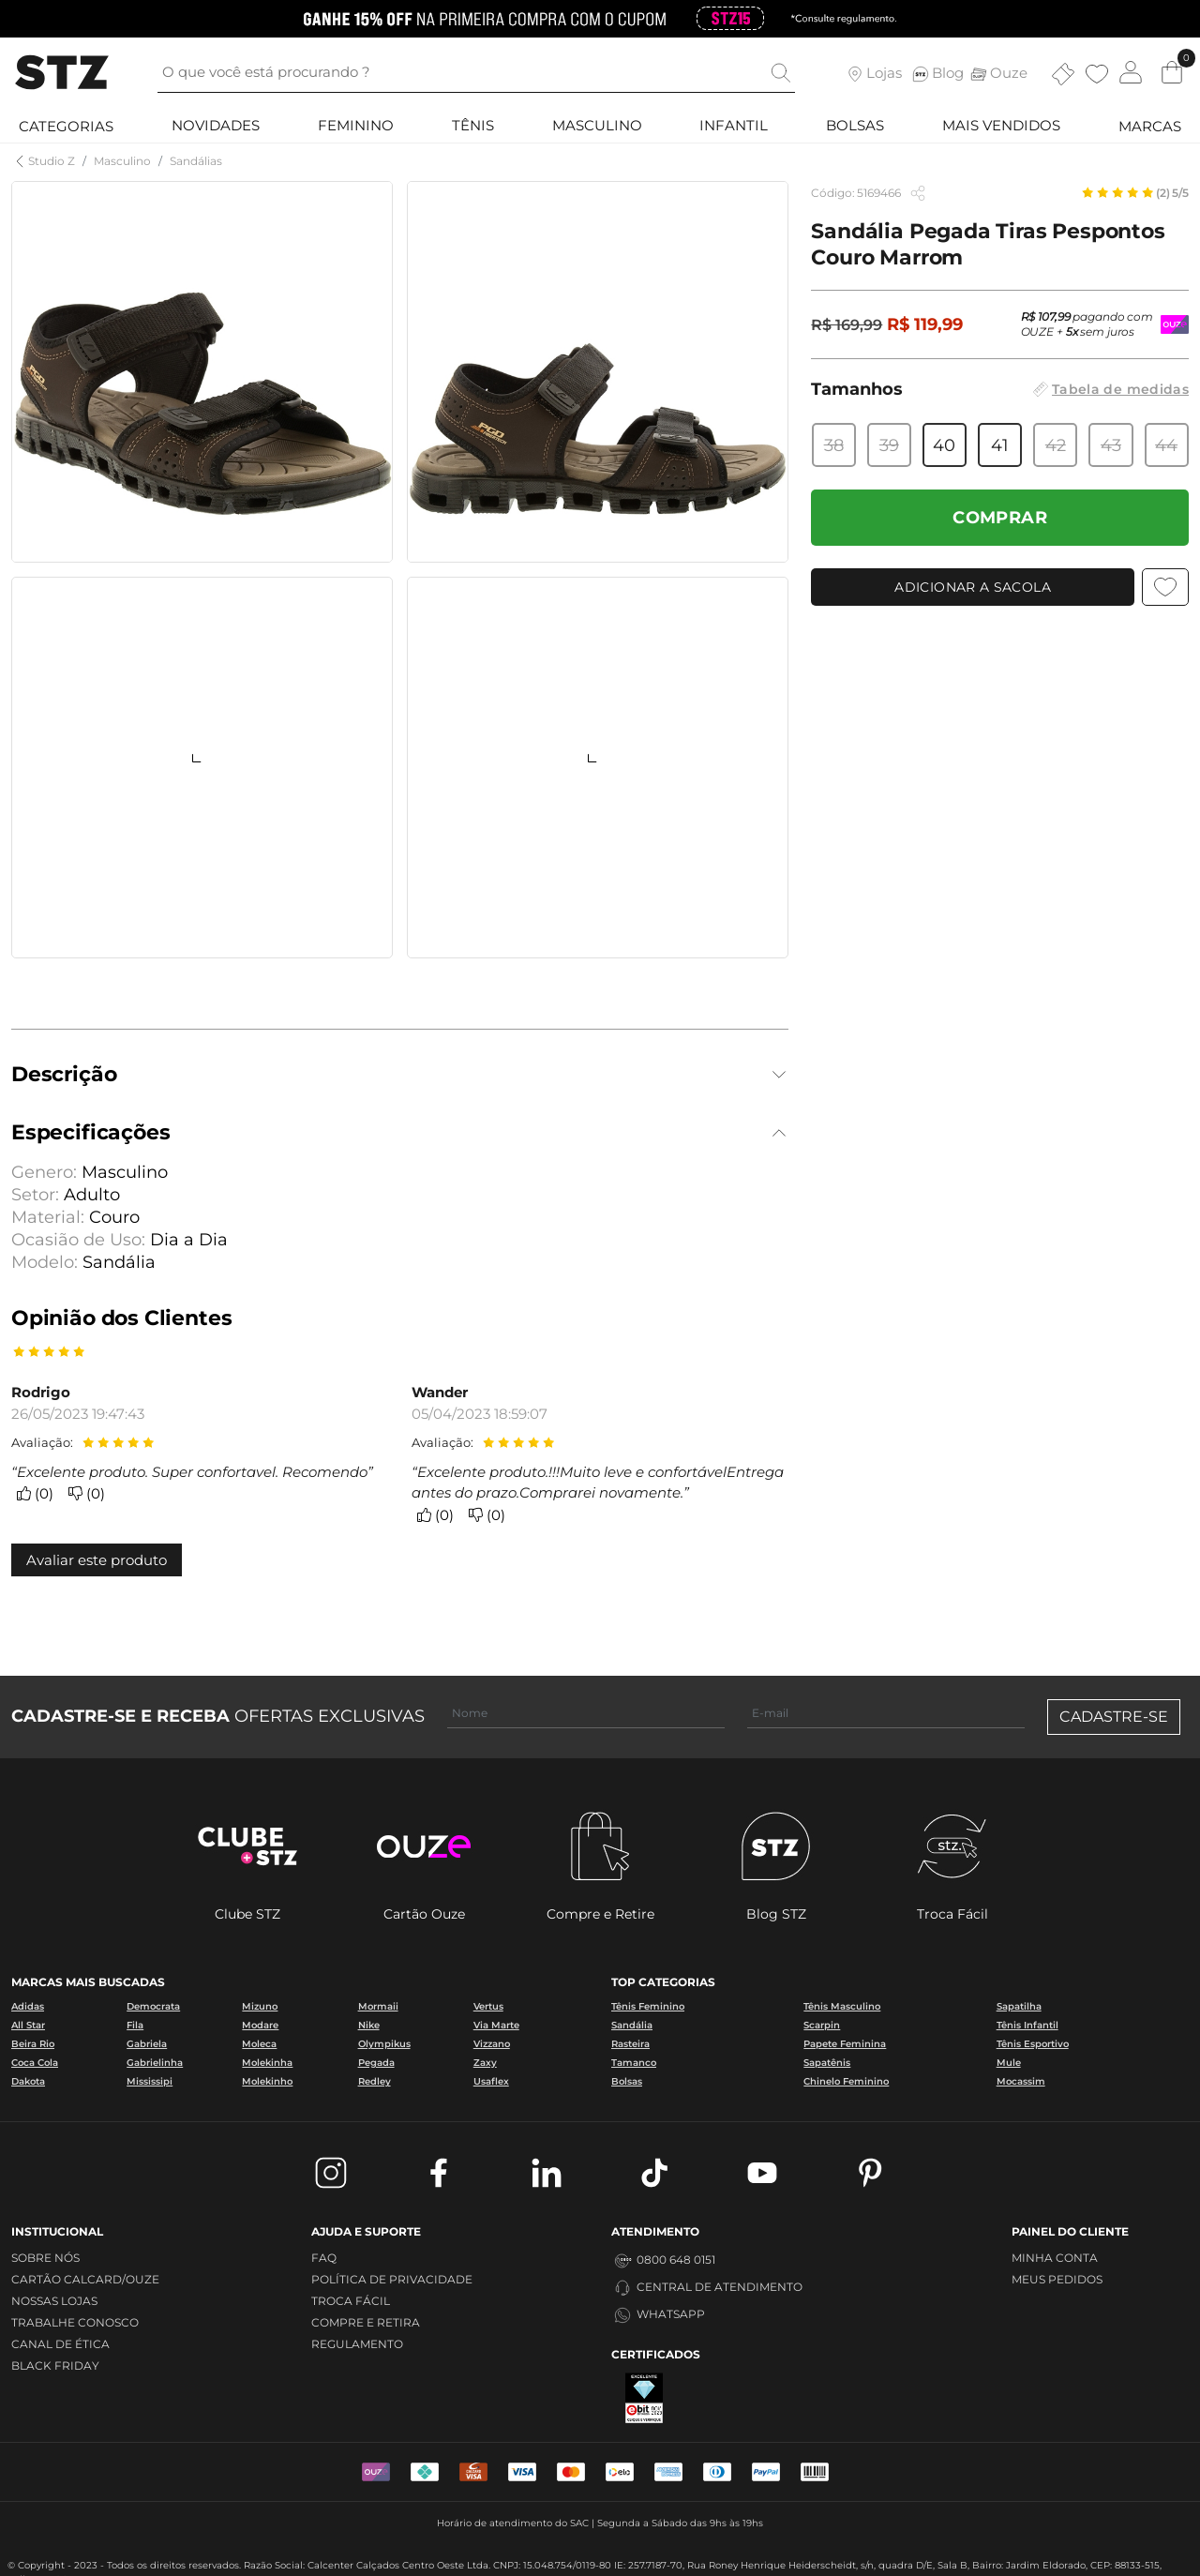 GANHE 15% OFF NA PRIMEIRA COMPRA COM O CUPOM STZ15 *Consulte regulamento.
STZ
O que você está procurando ?
Lojas
STZ Blog
Ouze
0
CATEGORIAS NOVIDADES FEMININO TÊNIS MASCULINO INFANTIL BOLSAS MAIS VENDIDOS MARCAS
Studio Z / Masculino / Sandálias
Código: 5169466
(2) 5/5
Sandália Pegada Tiras Pespontos
Couro Marrom
R$ 169,99 R$ 119,99
R$ 107,99 pagando com
OUZE + 5x sem juros
OUZ
Tamanhos
Tabela de medidas
38 39 40 41 42 43 44
COMPRAR
ADICIONAR A SACOLA
PGD
PGD
Descrição
Especificações
Genero: Masculino
Setor: Adulto
Material: Couro
Ocasião de Uso: Dia a Dia
Modelo: Sandália
Opinião dos Clientes
Rodrigo
26/05/2023 19:47:43
Avaliação:
“Excelente produto. Super confortavel. Recomendo”
(0) (0)
Wander
05/04/2023 18:59:07
Avaliação:
“Excelente produto.!!!Muito leve e confortávelEntrega
antes do prazo.Comprarei novamente.”
(0) (0)
Avaliar este produto
CADASTRE-SE E RECEBA OFERTAS EXCLUSIVAS
Nome
E-mail
CADASTRE-SE
CLUBE
+STZ
ouze
STZ
stz.
Clube STZ
Cartão Ouze
Compre e Retire
Blog STZ
Troca Fácil
MARCAS MAIS BUSCADAS
Adidas Democrata Mizuno Mormaii Vertus
All Star Fila Modare Nike Via Marte
Beira Rio Gabriela Moleca Olympikus Vizzano
Coca Cola Gabrielinha Molekinha Pegada Zaxy
Dakota Mississipi Molekinho Redley Usaflex
TOP CATEGORIAS
Tênis Feminino Tênis Masculino Sapatilha
Sandália Scarpin Tênis Infantil
Rasteira Papete Feminina Tênis Esportivo
Tamanco Sapatênis Mule
Bolsas Chinelo Feminino Mocassim
INSTITUCIONAL
SOBRE NÓS
CARTÃO CALCARD/OUZE
NOSSAS LOJAS
TRABALHE CONOSCO
CANAL DE ÉTICA
BLACK FRIDAY
AJUDA E SUPORTE
FAQ
POLÍTICA DE PRIVACIDADE
TROCA FÁCIL
COMPRE E RETIRA
REGULAMENTO
ATENDIMENTO
0800 648 0151
CENTRAL DE ATENDIMENTO
WHATSAPP
CERTIFICADOS
EXCELENTE
ebit
PAINEL DO CLIENTE
MINHA CONTA
MEUS PEDIDOS
OUZ
VISA
VISA
elo
PayPal
Horário de atendimento do SAC | Segunda a Sábado das 9hs às 19hs
© Copyright - 2023 - Todos os direitos reservados. Razão Social: Calcenter Calçados Centro Oeste Ltda. CNPJ: 15.048.754/0119-80 IE: 257.7187-70, Rua Roney Henrique Heiderscheidt, s/n, quadra D/E, Sala B, Bairro: Jardim Eldorado, CEP: 88133-515,